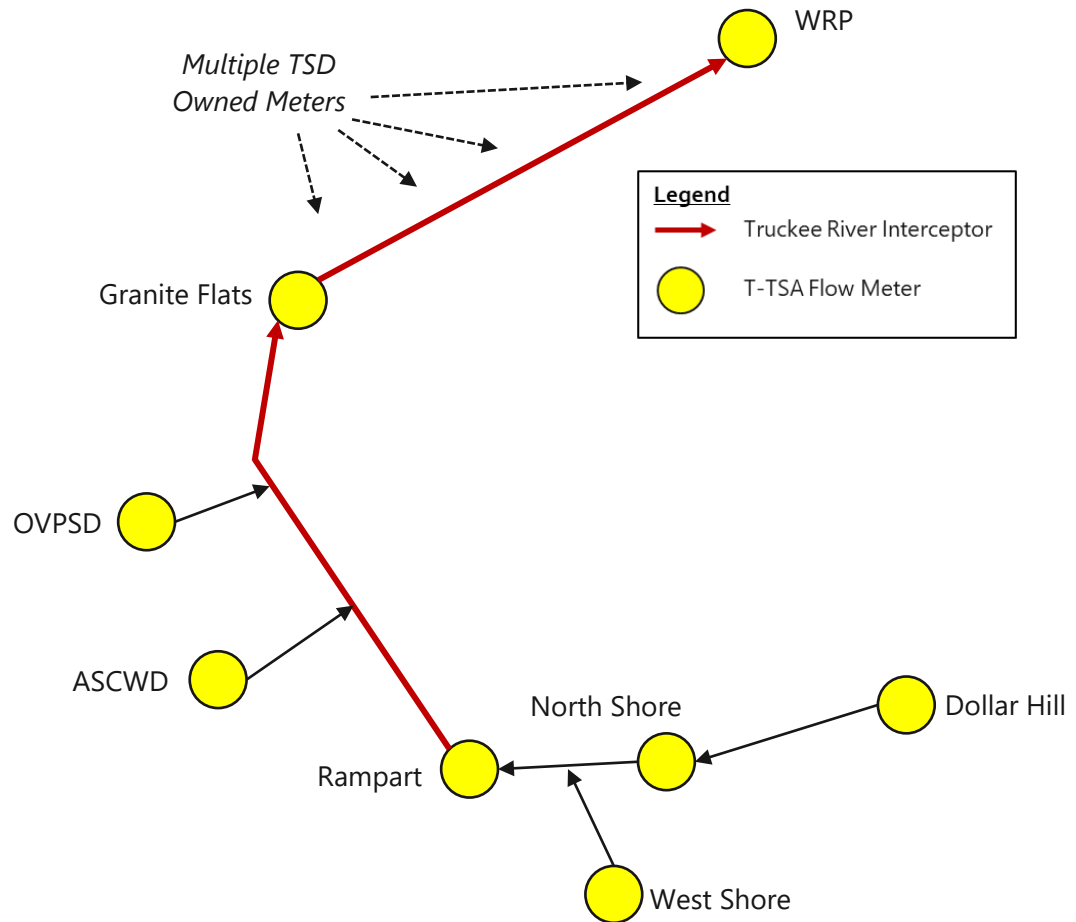 WRP
Multiple TSD
Owned Meters
Legend
Truckee River Interceptor
T-TSA Flow Meter
Granite Flats
OVPSD
ASCWD
North Shore
Dollar Hill
Rampart
West Shore